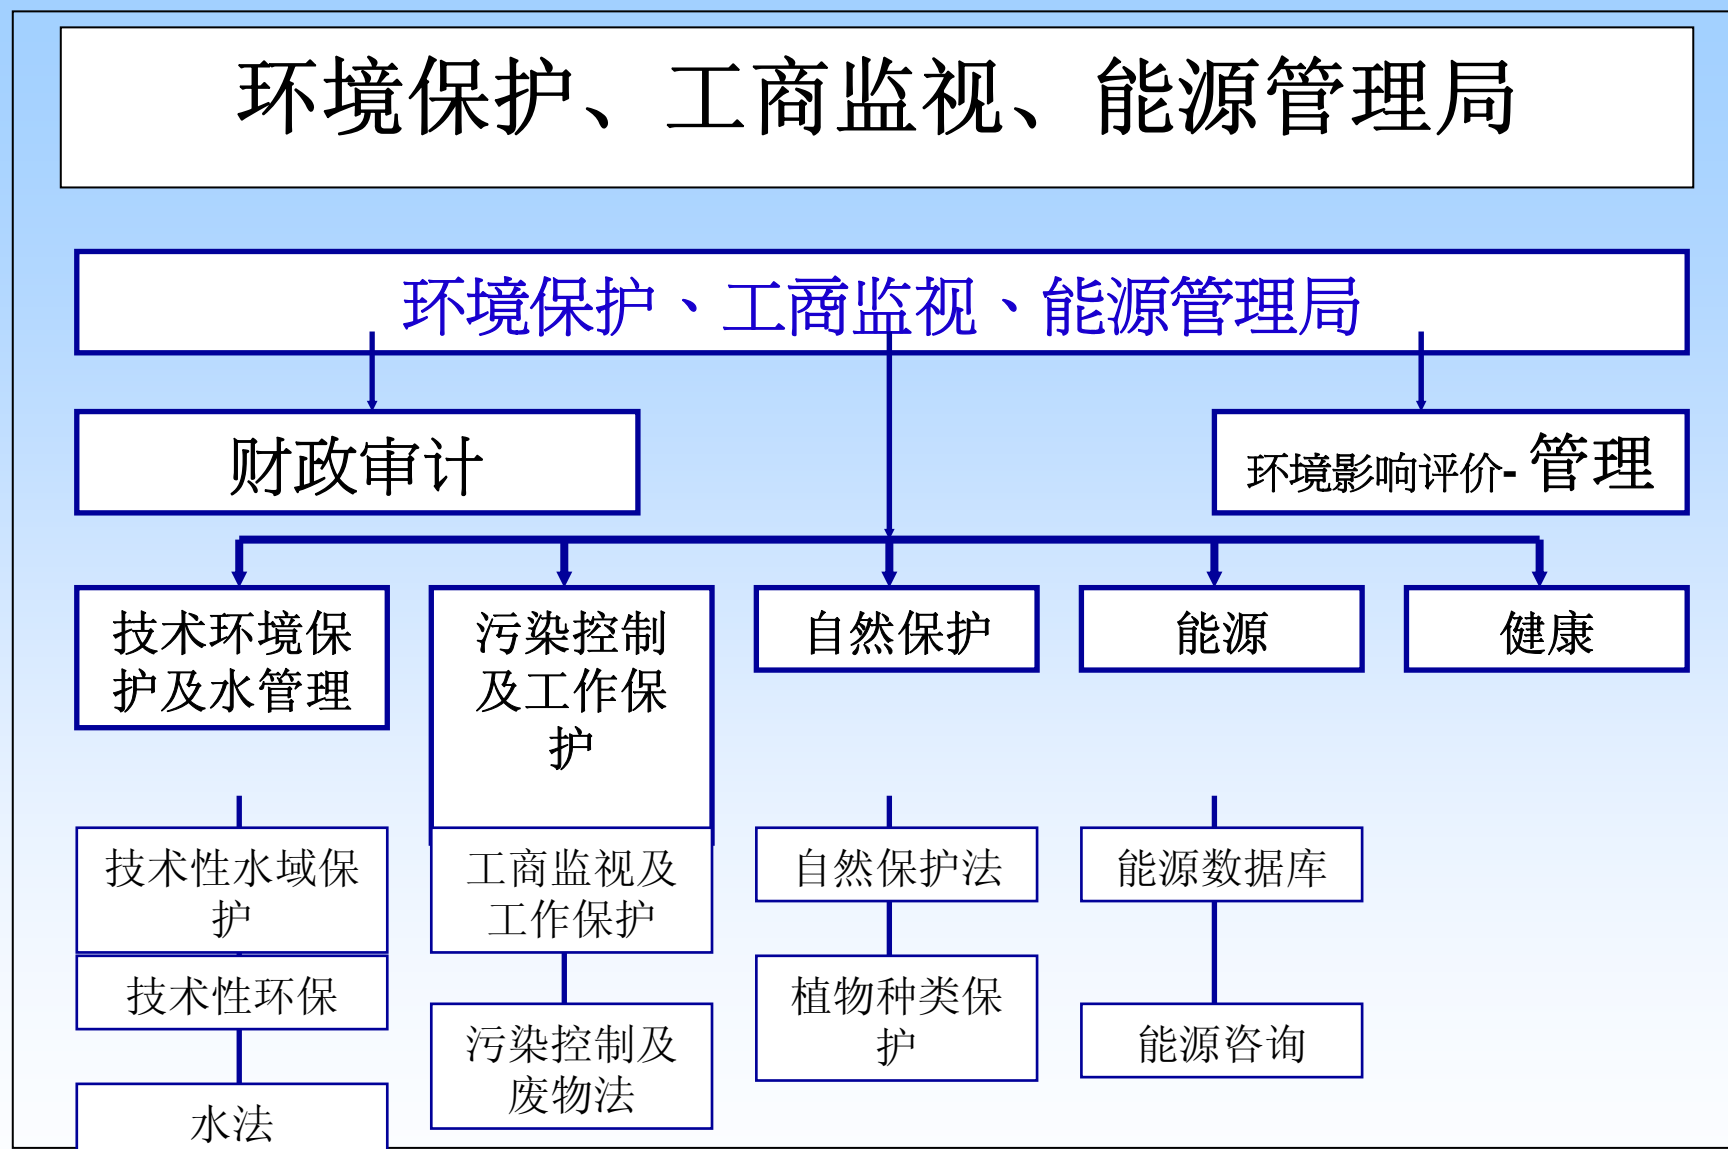 环境保护、工商监视、能源管理局
环境保护、工商监视、能源管理局
财政审计
环境影响评价- 管理
技术环境保
护及水管理
污染控制
及工作保
护
自然保护
能源
健康
技术性水域保
护
技术性环保
水法
工商监视及
工作保护
污染控制及
废物法
自然保护法
植物种类保
护
能源数据库
能源咨询